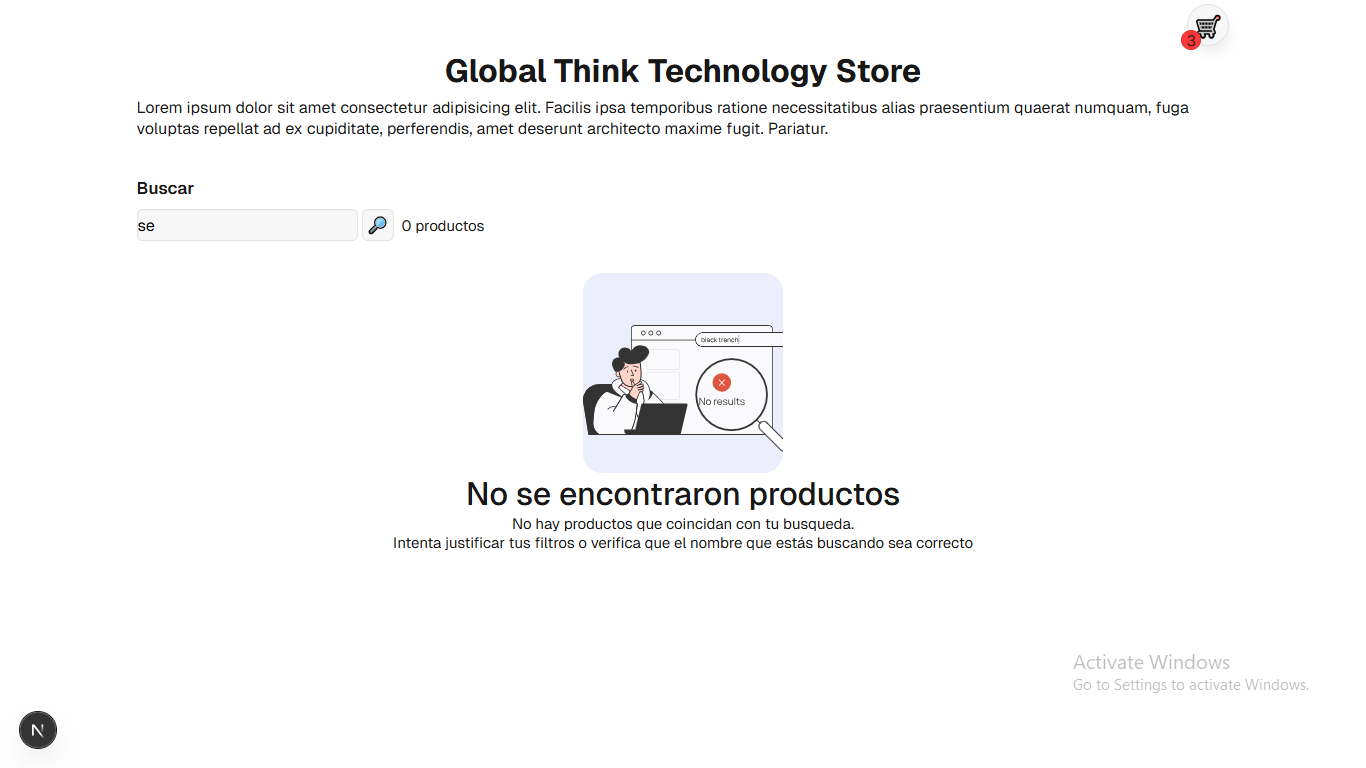 3
Global Think Technology Store
Lorem ipsum dolor sit amet consectetur adipisicing elit. Facilis ipsa temporibus ratione necessitatibus alias praesentium quaerat numquam, fuga
voluptas repellat ad ex cupiditate, perferendis, amet deserunt architecto maxime fugit. Pariatur.
Buscar
se
0 productos
black trench
No results
No se encontraron productos
No hay productos que coincidan con tu busqueda.
Intenta justificar tus filtros o verifica que el nombre que estás buscando sea correcto
Activate Windows
Go to Settings to activate Windows.
N